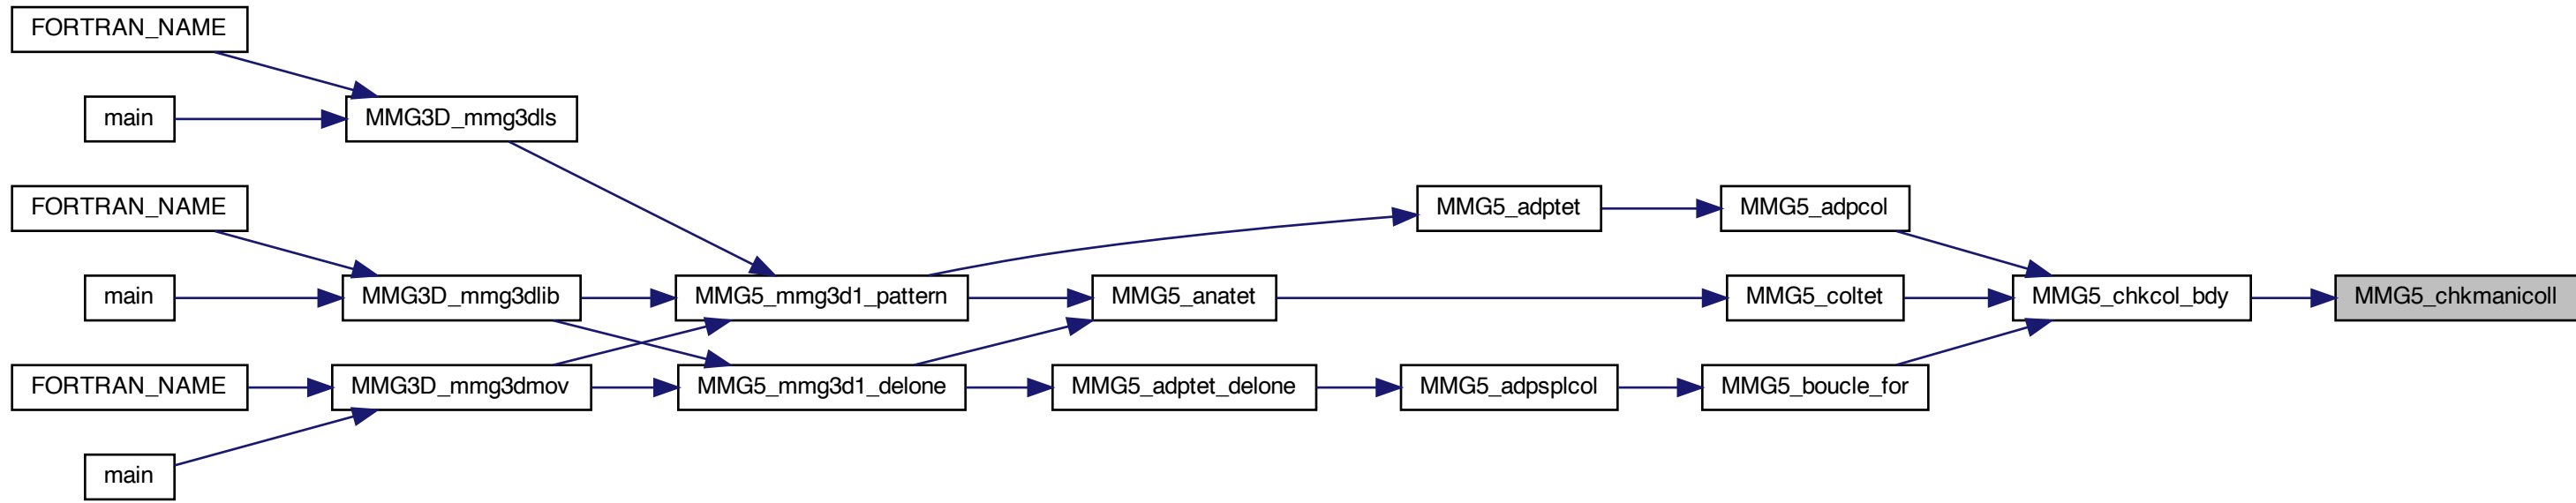 FORTRAN_NAME
main
MMG3D_mmg3dls
FORTRAN_NAME
MMG5_adptet
MMG5_adpcol
main
MMG3D_mmg3dlib
MMG5_mmg3d1_pattern
MMG5_anatet
MMG5_coltet
MMG5_chkcol_bdy
MMG5_chkmanicoll
FORTRAN_NAME
MMG3D_mmg3dmov
MMG5_mmg3d1_delone
MMG5_adptet_delone
MMG5_adpsplcol
MMG5_boucle_for
main